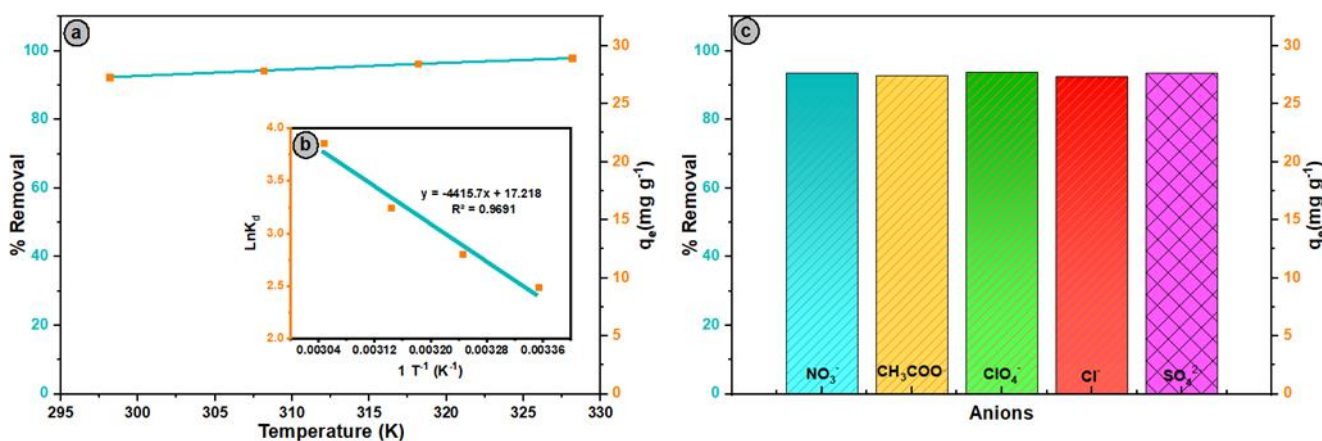 a
% Removal
100
80
60
40
20
0
295
300
305
310
315
320
325
330
Temperature (K)
30
25
20
15
10
5
0
qₑ(mg g⁻¹)
b
LnK_d
4.0
3.5
3.0
2.5
2.0
y = -4415.7x + 17.218
R² = 0.9691
0.00304
0.00312
0.00320
0.00328
0.00336
1 T⁻¹ (K⁻¹)
c
% Removal
100
80
60
40
20
0
NO₃⁻
CH₃COO
ClO₄⁻
Cl⁻
SO₄²⁻
Anions
30
25
20
15
10
5
0
qₑ(mg g⁻¹)